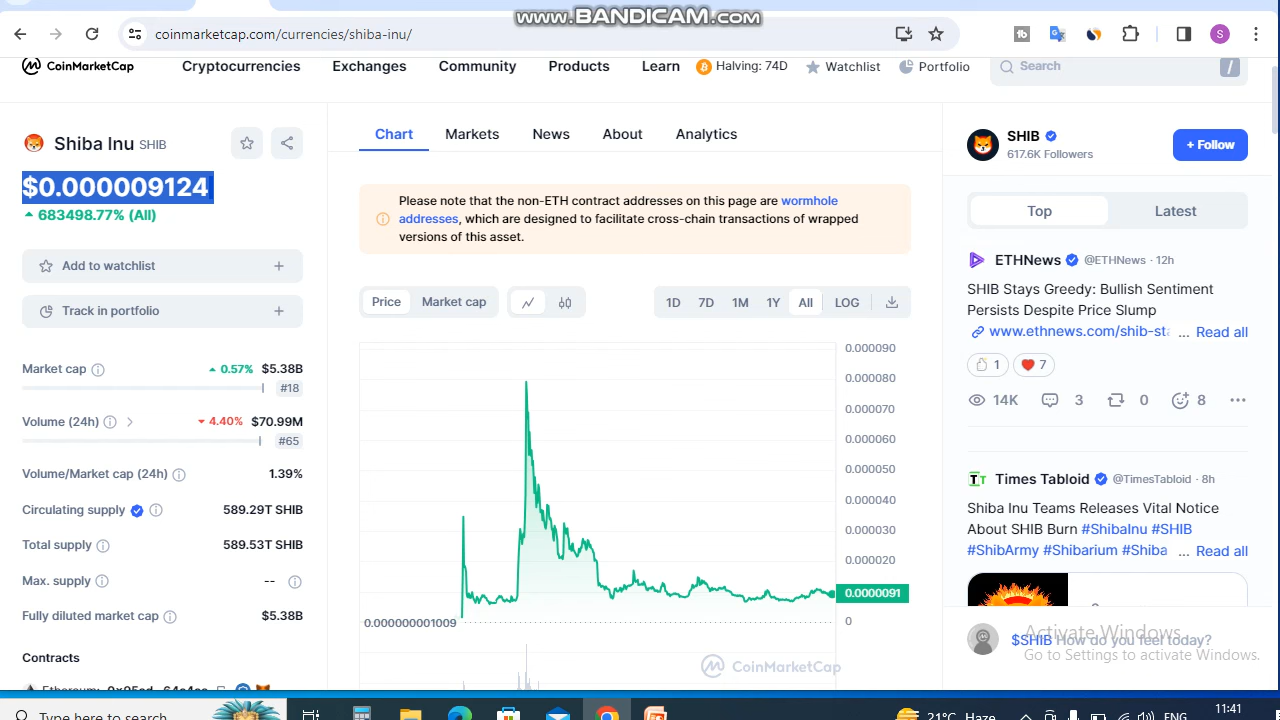 www.BANDICAM.com
coinmarketcap.com/currencies/shiba-inu/
S
CoinMarketCap
Cryptocurrencies Exchanges Community Products Learn Halving: 74D Watchlist Portfolio Search /
Shiba Inu SHIB
$0.000009124
683498.77% (All)
Add to watchlist +
Track in portfolio +
Market cap 0.57% $5.38B
#18
Volume (24h) 4.40% $70.99M
#65
Volume/Market cap (24h) 1.39%
Circulating supply 589.29T SHIB
Total supply 589.53T SHIB
Max. supply --
Fully diluted market cap $5.38B
Contracts
Chart Markets News About Analytics
Please note that the non-ETH contract addresses on this page are wormhole
addresses, which are designed to facilitate cross-chain transactions of wrapped
versions of this asset.
Price Market cap 1D 7D 1M 1Y All LOG
0.000090
0.000080
0.000070
0.000060
0.000050
0.000040
0.000030
0.000020
0.0000091
0.000000001009 0
CoinMarketCap
SHIB
617.6K Followers
+ Follow
Top Latest
ETHNews @ETHNews · 12h
SHIB Stays Greedy: Bullish Sentiment
Persists Despite Price Slump
www.ethnews.com/shib-sta ... Read all
1 7
14K 3 0 8
Times Tabloid @TimesTabloid · 8h
Shiba Inu Teams Releases Vital Notice
About SHIB Burn #ShibaInu #SHIB
#ShibArmy #Shibarium #Shiba ... Read all
$SHIB How do you feel today?
Activate Windows
Go to Settings to activate Windows.
Type here to search
21°C Haze
ENG
11:41